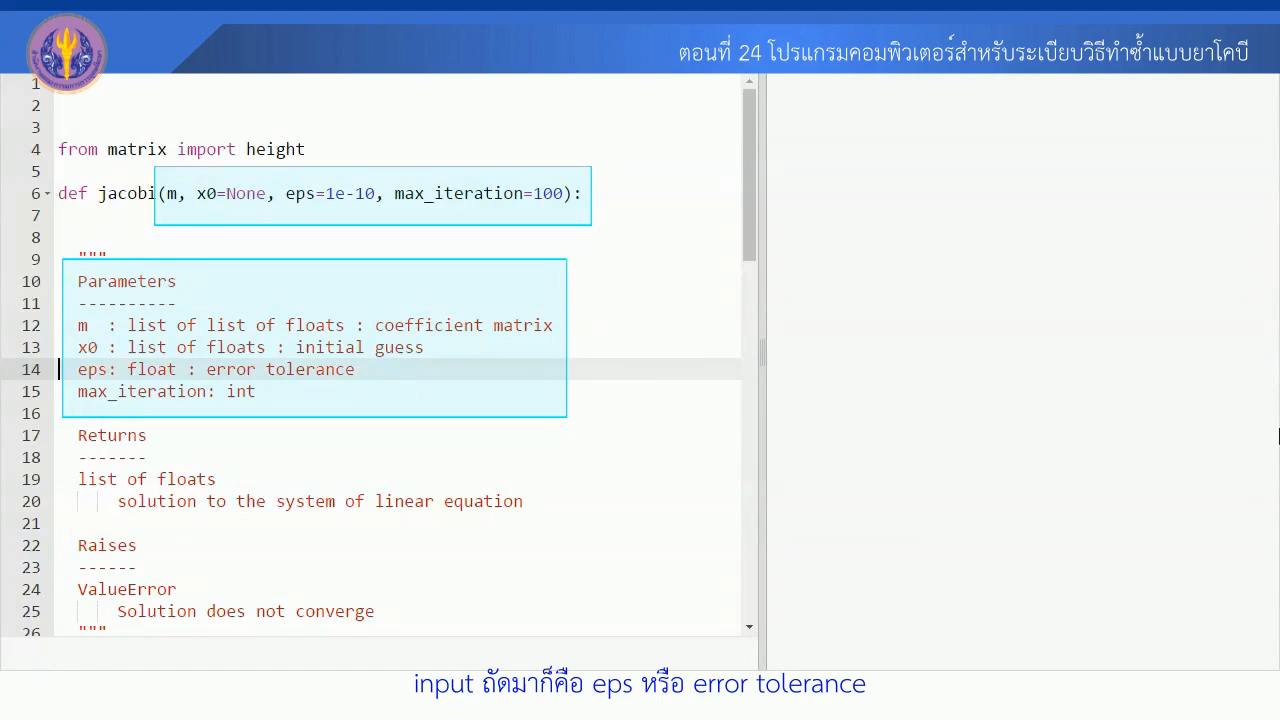 ตอนที่ 24 โปรแกรมคอมพิวเตอร์สำหรับระเบียบวิธีทำซ้ำแบบยาโคบี
1
2
3
4 from matrix import height
5
6 def jacobi(m, x0=None, eps=1e-10, max_iteration=100):
7
8
9 """
10 Parameters
11 ----------
12 m  : list of list of floats : coefficient matrix
13 x0 : list of floats : initial guess
14 eps: float : error tolerance
15 max_iteration: int
16
17 Returns
18 -------
19 list of floats
20 solution to the system of linear equation
21
22 Raises
23 ------
24 ValueError
25 Solution does not converge
26 """
input ถัดมาก็คือ eps หรือ error tolerance